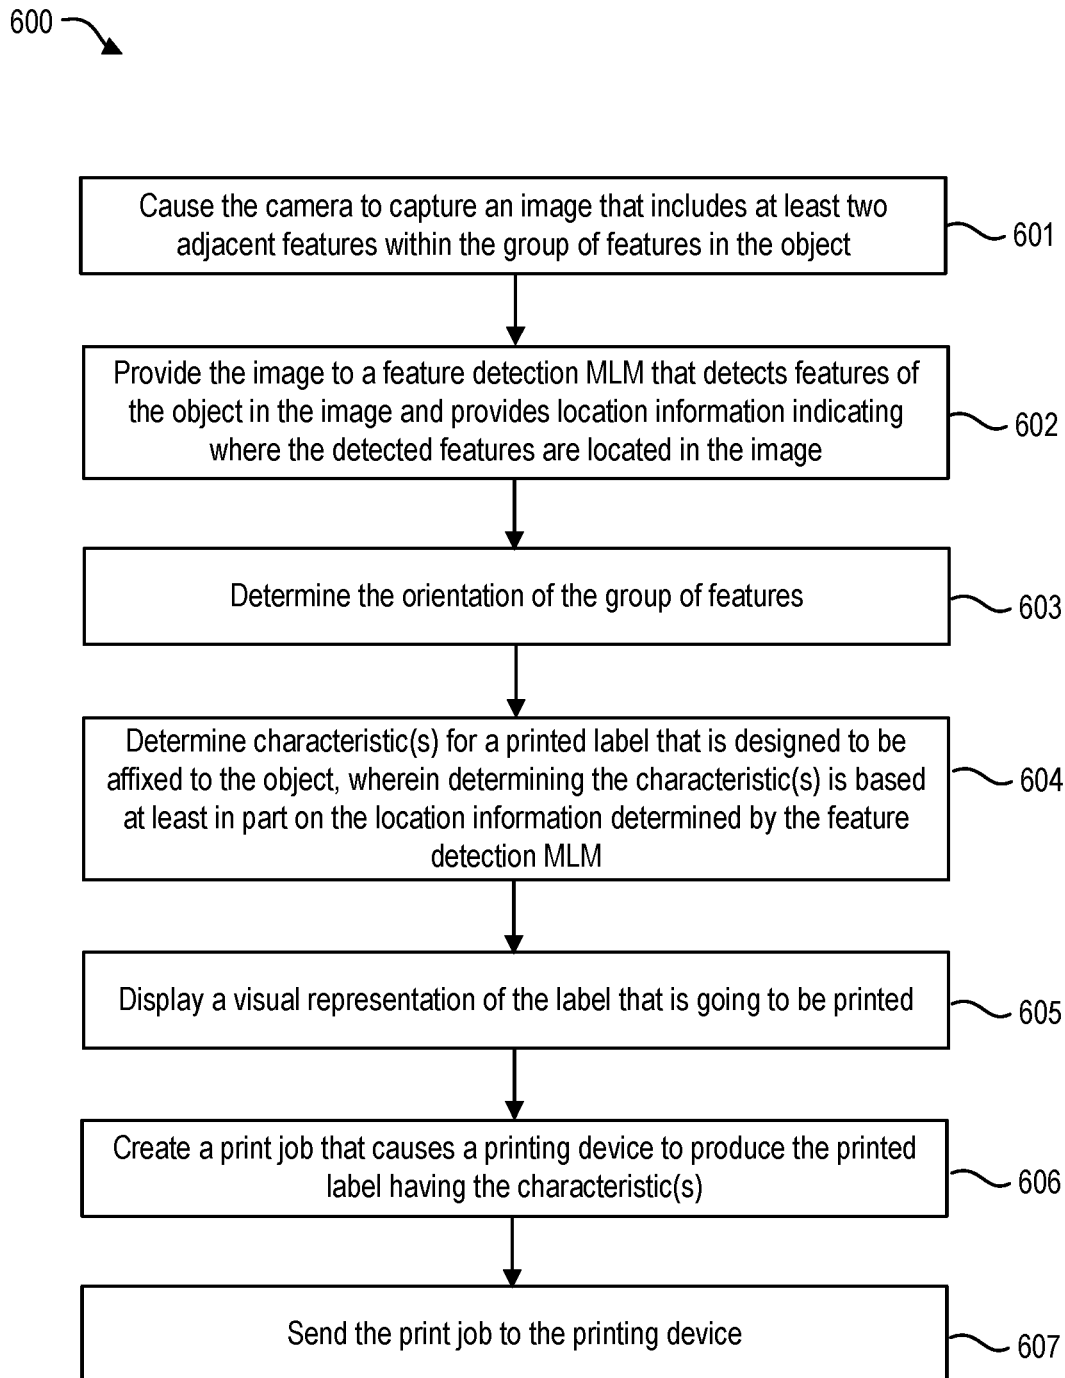 600
Cause the camera to capture an image that includes at least two
adjacent features within the group of features in the object
601
Provide the image to a feature detection MLM that detects features of
the object in the image and provides location information indicating
where the detected features are located in the image
602
Determine the orientation of the group of features
603
Determine characteristic(s) for a printed label that is designed to be
affixed to the object, wherein determining the characteristic(s) is based
at least in part on the location information determined by the feature
detection MLM
604
Display a visual representation of the label that is going to be printed
605
Create a print job that causes a printing device to produce the printed
label having the characteristic(s)
606
Send the print job to the printing device
607